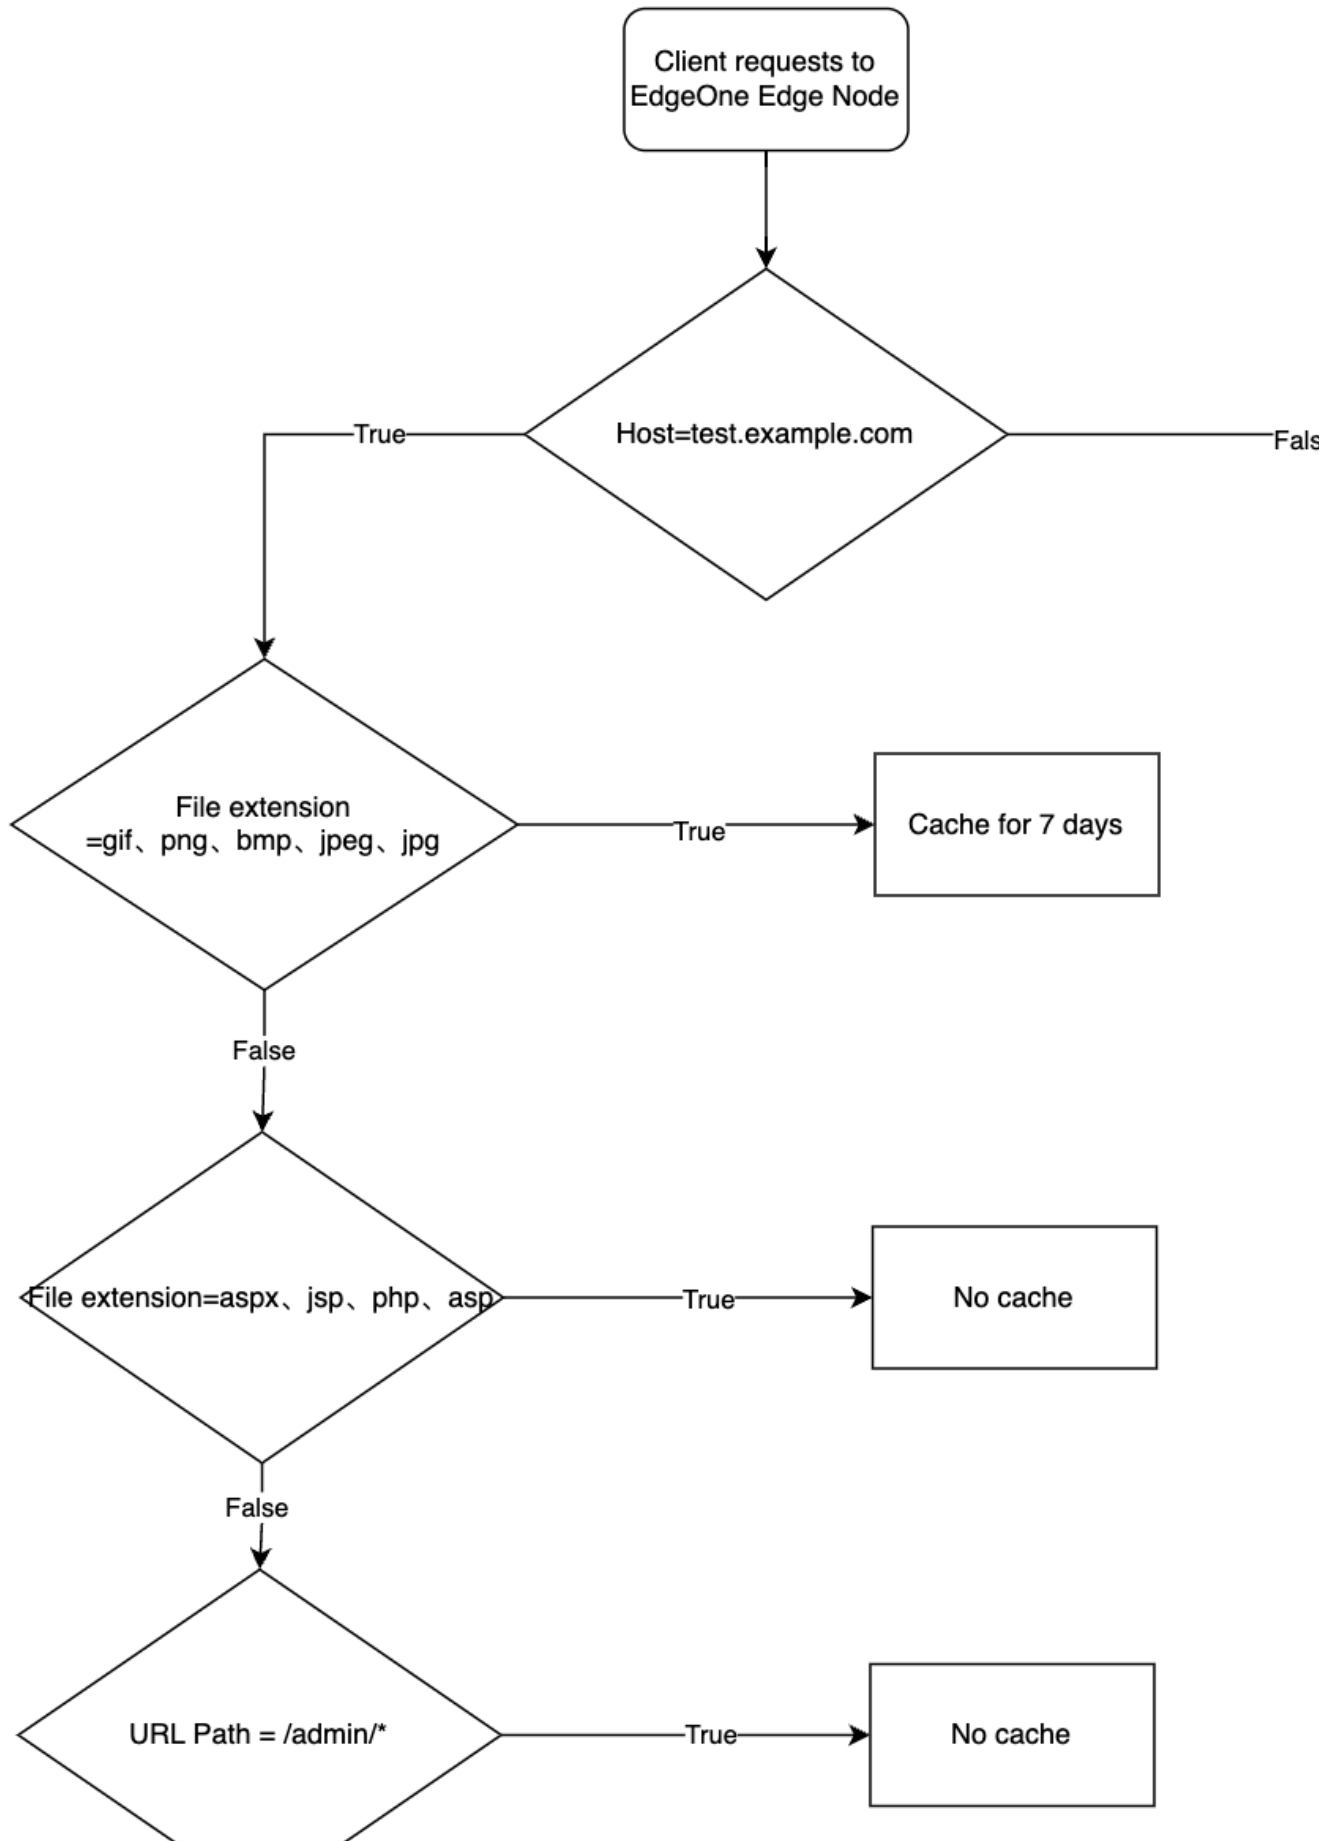 Client requests to
EdgeOne Edge Node
Host=test.example.com
True
Fals
File extension
=gif、png、bmp、jpeg、jpg
True
Cache for 7 days
False
File extension=aspx、jsp、php、asp
True
No cache
False
URL Path = /admin/*
True
No cache